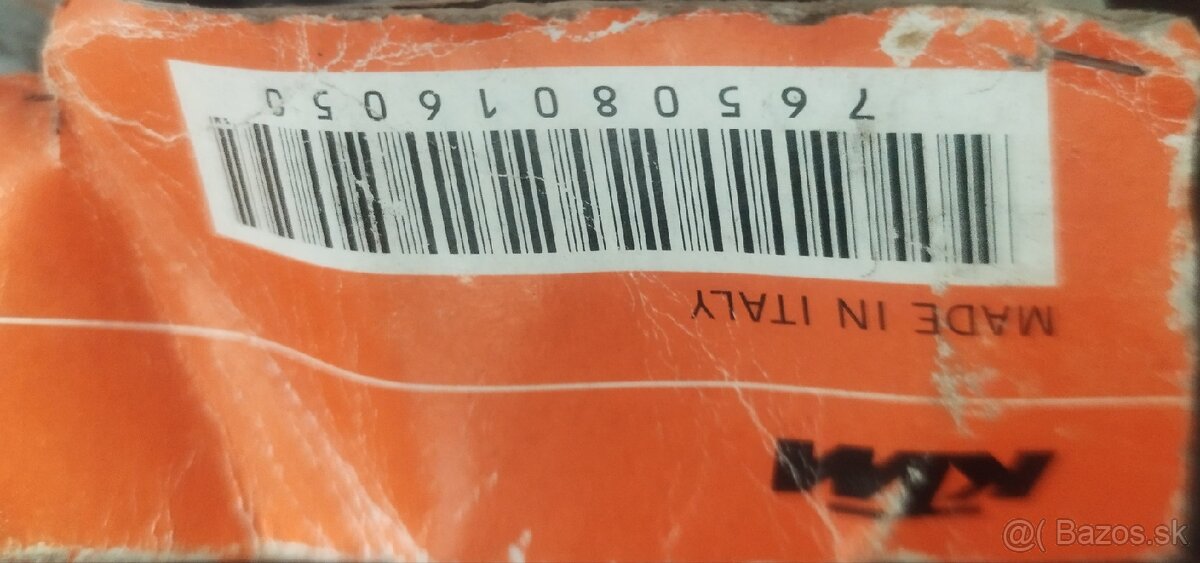 KTM
MADE IN ITALY
76508016050
@( Bazos.sk